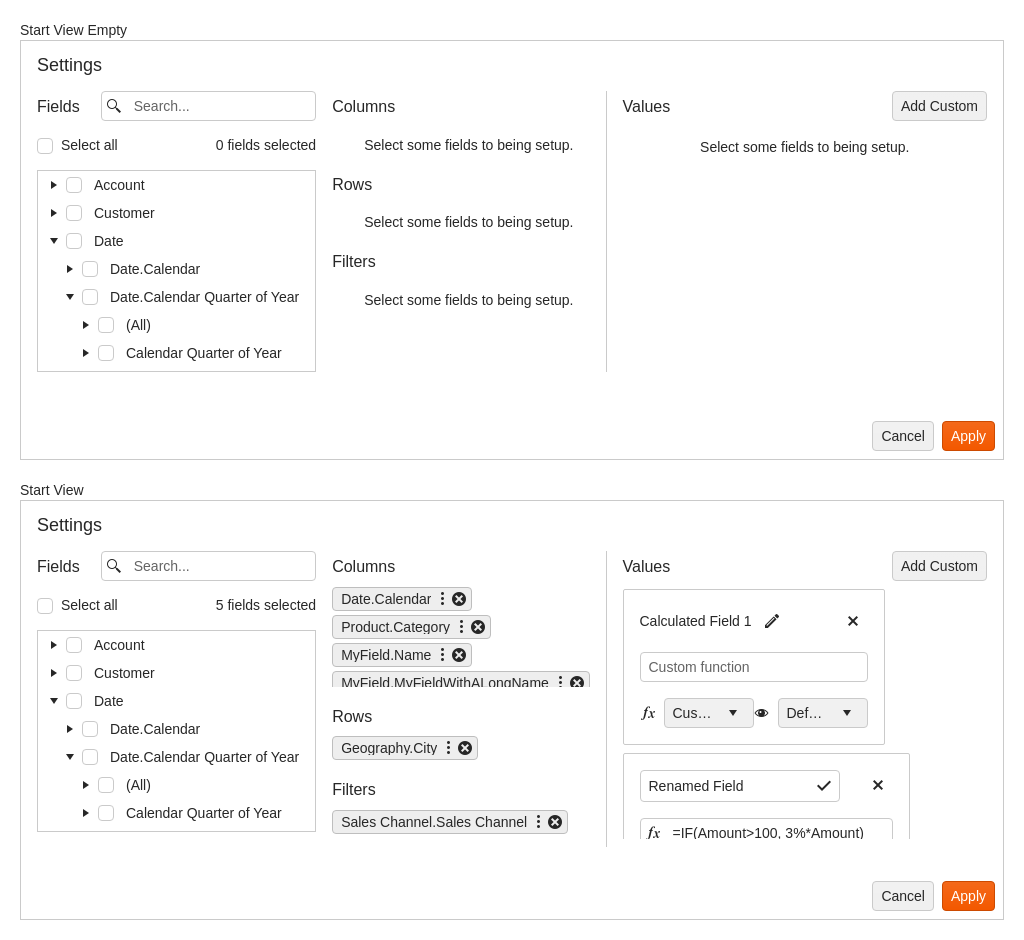 Start View Empty
Settings
Fields
Search...
Select all
0 fields selected
Account
Customer
Date
Date.Calendar
Date.Calendar Quarter of Year
(All)
Calendar Quarter of Year
Columns
Select some fields to being setup.
Rows
Select some fields to being setup.
Filters
Select some fields to being setup.
Values
Add Custom
Select some fields to being setup.
Cancel
Apply
Start View
Settings
Fields
Search...
Select all
5 fields selected
Account
Customer
Date
Date.Calendar
Date.Calendar Quarter of Year
(All)
Calendar Quarter of Year
Columns
Date.Calendar
Product.Category
MyField.Name
MyField.MyFieldWithALongName
Rows
Geography.City
Filters
Sales Channel.Sales Channel
Values
Add Custom
Calculated Field 1
Custom function
fx Cus… Def…
Renamed Field
fx =IF(Amount>100, 3%*Amount)
Cancel
Apply